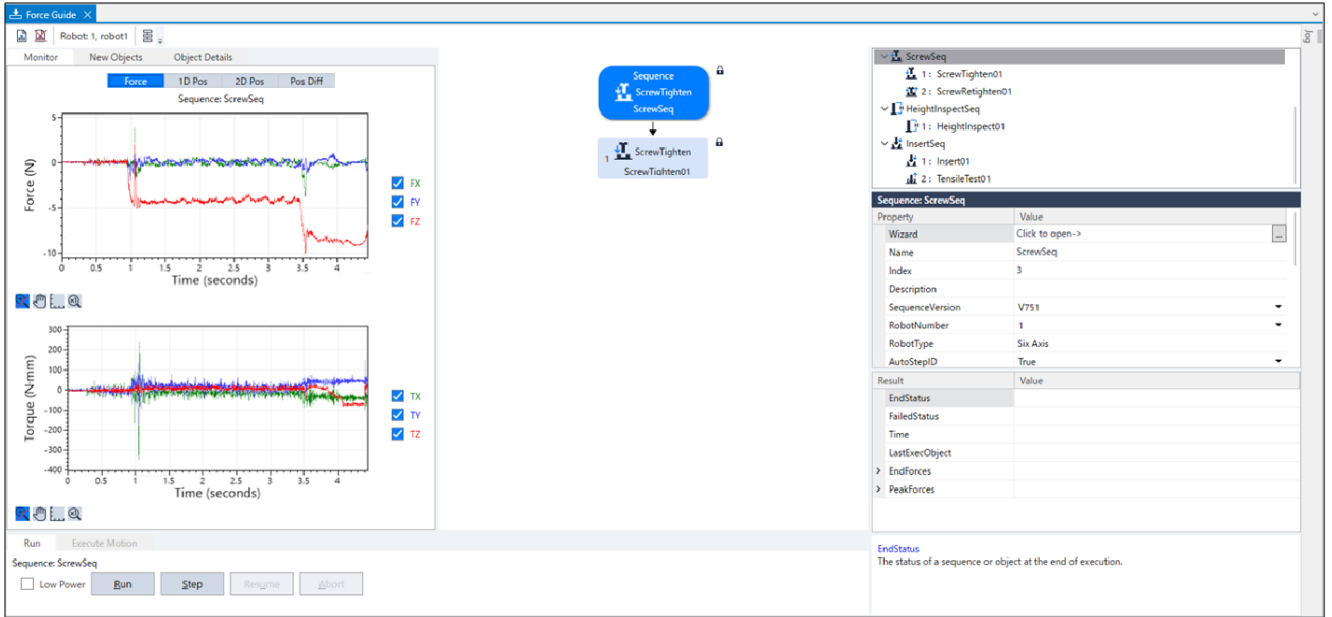 Force Guide
Robot: 1, robot1
Jog
Monitor New Objects Object Details
Force 1D Pos 2D Pos Pos Diff
Sequence: ScrewSeq
5
0
-5
-10
Force (N)
0 0.5 1 1.5 2 2.5 3 3.5 4
Time (seconds)
FX
FY
FZ
300
200
100
0
-100
-200
-300
-400
Torque (N·mm)
0 0.5 1 1.5 2 2.5 3 3.5 4
Time (seconds)
TX
TY
TZ
Run Execute Motion
Sequence: ScrewSeq
Low Power Run Step Resume Abort
Sequence
ScrewTighten
ScrewSeq
1 ScrewTighten
ScrewTighten01
ScrewSeq
1 : ScrewTighten01
2 : ScrewRetighten01
HeightInspectSeq
1 : HeightInspect01
InsertSeq
1 : Insert01
2 : TensileTest01
Sequence: ScrewSeq
Property Value
Wizard Click to open-> ...
Name ScrewSeq
Index 3
Description
SequenceVersion V751
RobotNumber 1
RobotType Six Axis
AutoStepID True
Result Value
EndStatus
FailedStatus
Time
LastExecObject
EndForces
PeakForces
EndStatus
The status of a sequence or object at the end of execution.